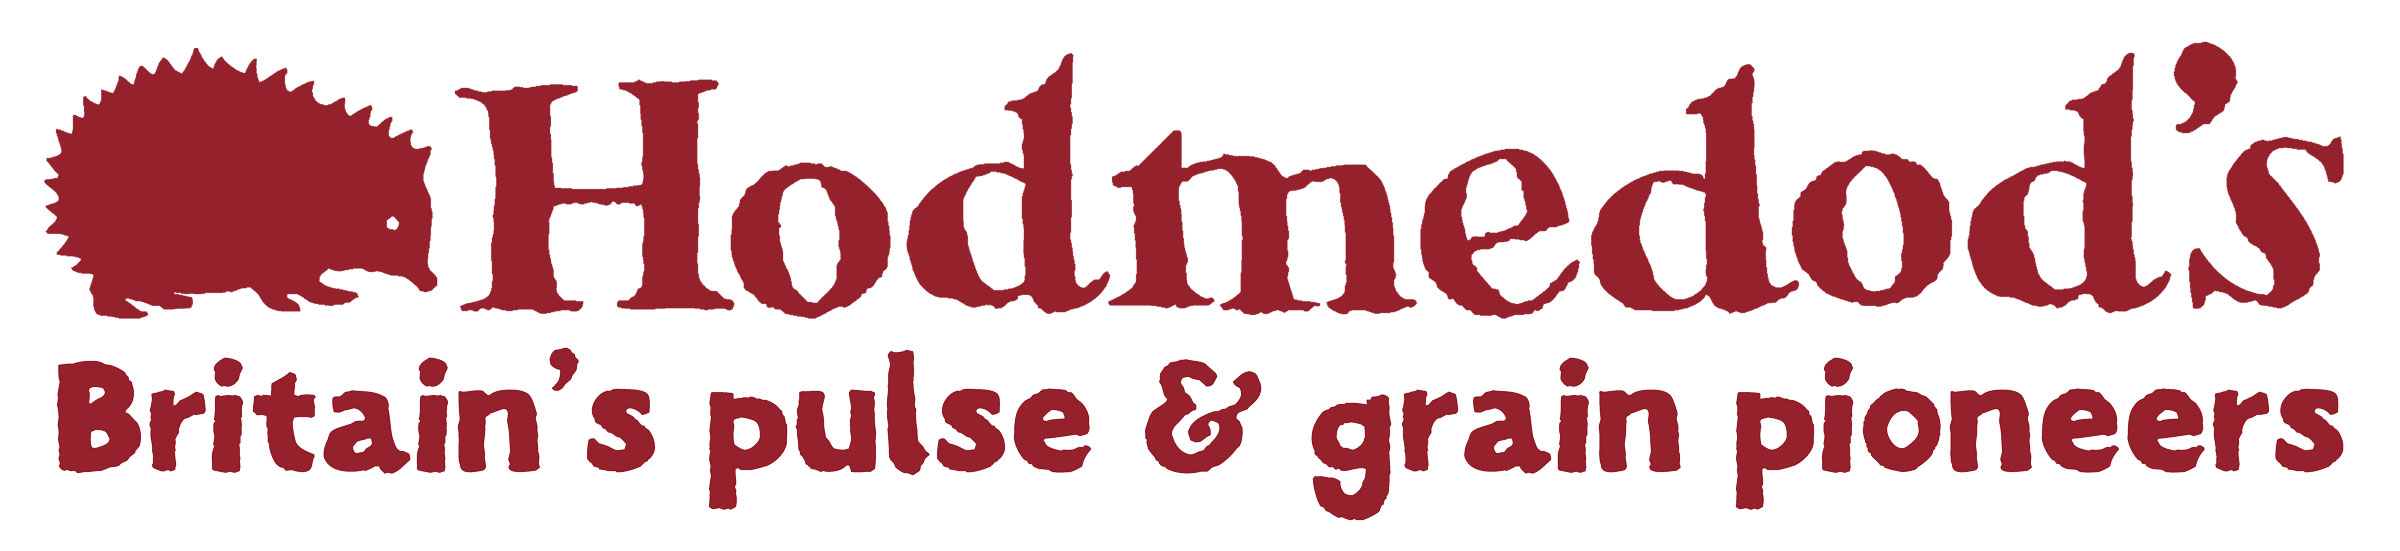 Hodmedod’s
Britain’s pulse & grain pioneers